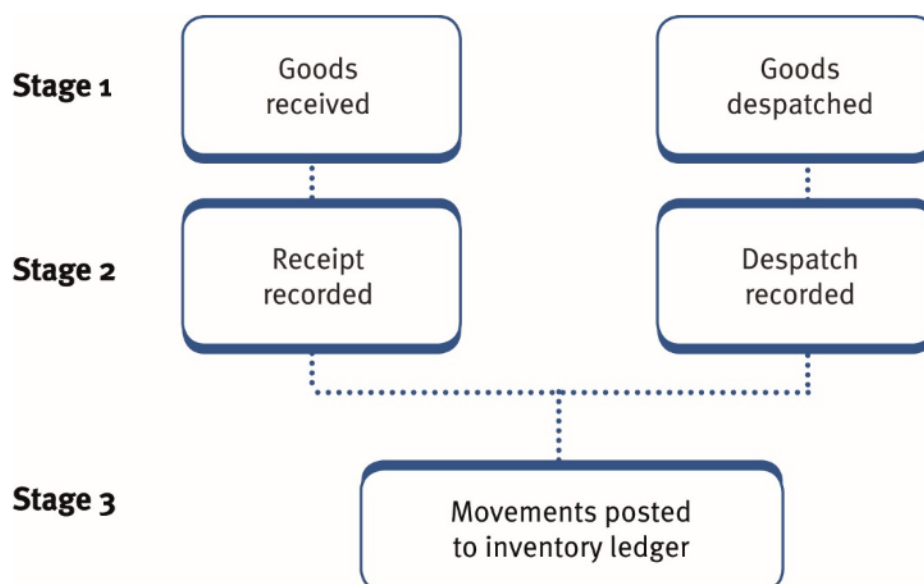 Stage 1
Goods
received
Goods
despatched
Stage 2
Receipt
recorded
Despatch
recorded
Stage 3
Movements posted
to inventory ledger